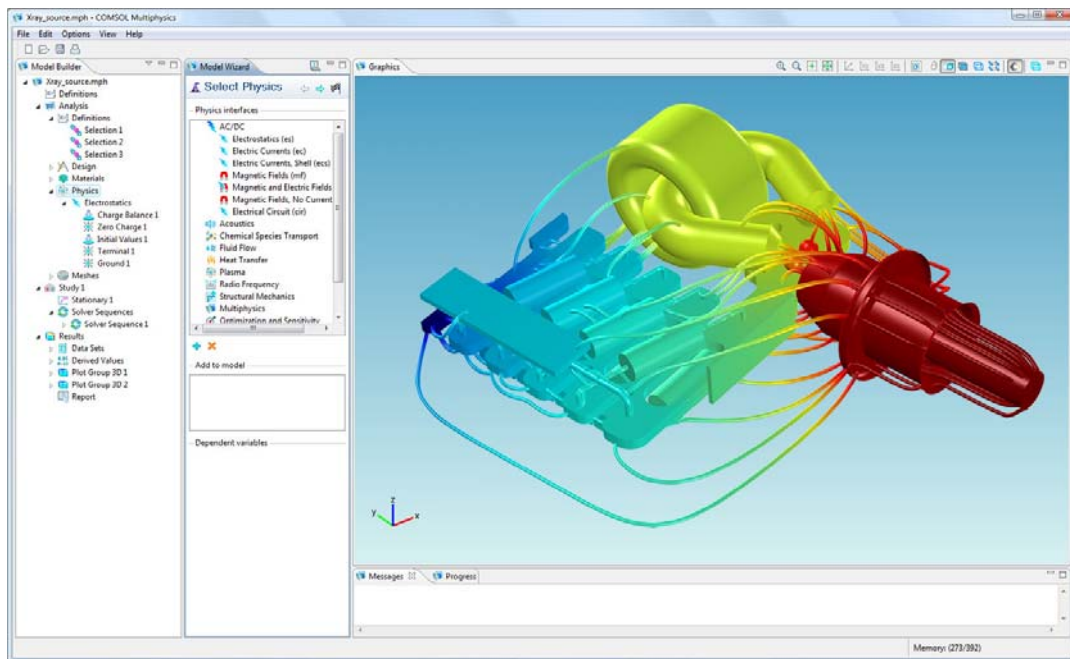 Xray_source.mph - COMSOL Multiphysics
File Edit Options View Help
Model Builder
Xray_source.mph
Definitions
Analysis
Definitions
Selection 1
Selection 2
Selection 3
Design
Materials
Physics
Electrostatics
Charge Balance 1
Zero Charge 1
Initial Values 1
Terminal 1
Ground 1
Meshes
Study 1
Stationary 1
Solver Sequences
Solver Sequence 1
Results
Data Sets
Derived Values
Plot Group 3D 1
Plot Group 3D 2
Report
Model Wizard
Select Physics
Physics interfaces
AC/DC
Electrostatics (es)
Electric Currents (ec)
Electric Currents, Shell (ecs)
Magnetic Fields (mf)
Magnetic and Electric Fields
Magnetic Fields, No Current
Electrical Circuit (cir)
Acoustics
Chemical Species Transport
Fluid Flow
Heat Transfer
Plasma
Radio Frequency
Structural Mechanics
Multiphysics
Optimization and Sensitivity
Add to model
Dependent variables
Graphics
z
y
x
Messages
Progress
Memory: (273/392)